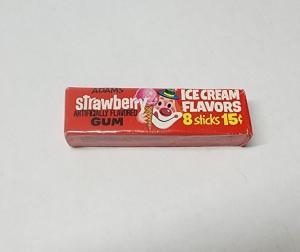 ADAMS
strawberry
ARTIFICIALLY FLAVORED
GUM
ICE CREAM
FLAVORS
8 sticks 15¢